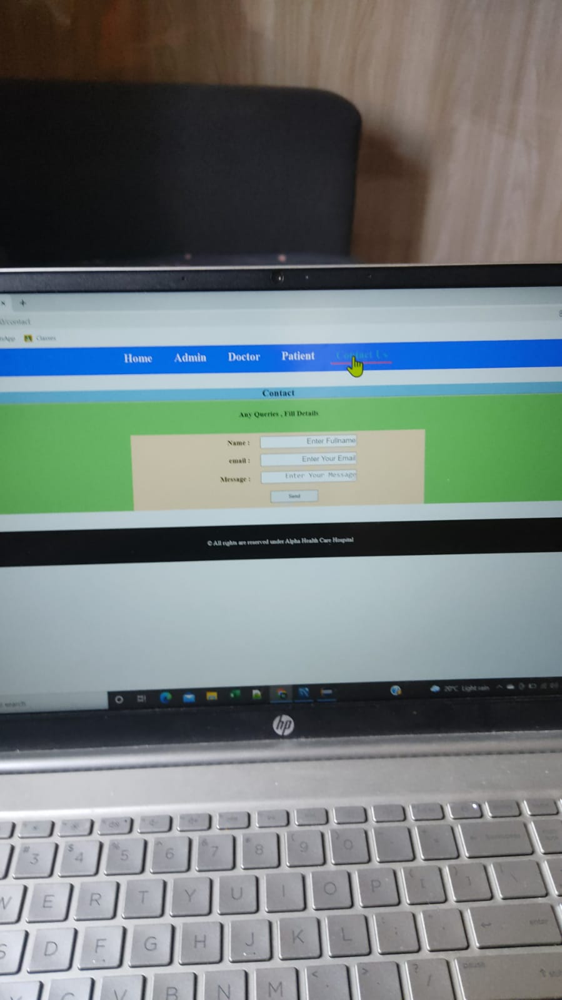 × +
0/contact
Classes
Home Admin Doctor Patient Contact Us
Contact
Any Queries , Fill Details
Name : Enter Fullname
email : Enter Your Email
Message : Enter Your Message
Send
© All rights are reserved under Alpha Health Care Hospital
search
20°C Light rain
hp
# 3 $ 4 % 5 ^ 6 & 7 * 8 ( 9 ) 0
W E R T Y U I O P { [ } ] | \
S D F G H J K L : ; enter
V B N M < , > . ? / pause